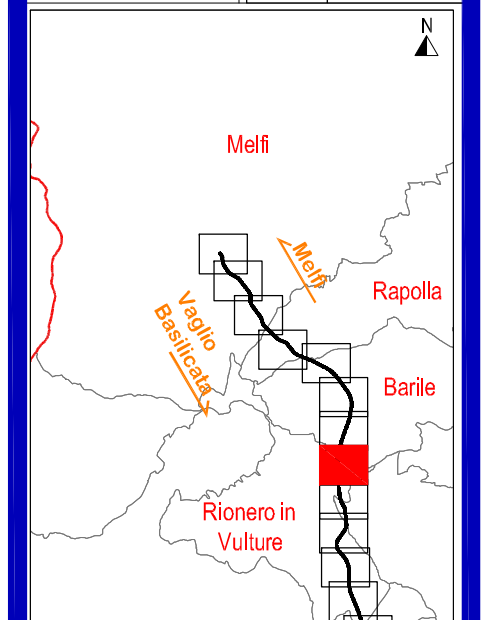 N
Melfi
Melfi
Rapolla
Vaglio
Basilicata
Barile
Rionero in
Vulture